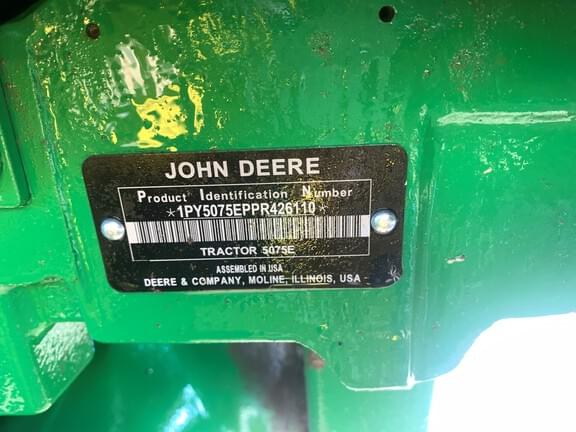 JOHN DEERE
Product Identification Number
*1PY5075EPPR426110*
TRACTOR 5075E
ASSEMBLED IN USA
DEERE & COMPANY, MOLINE, ILLINOIS, USA